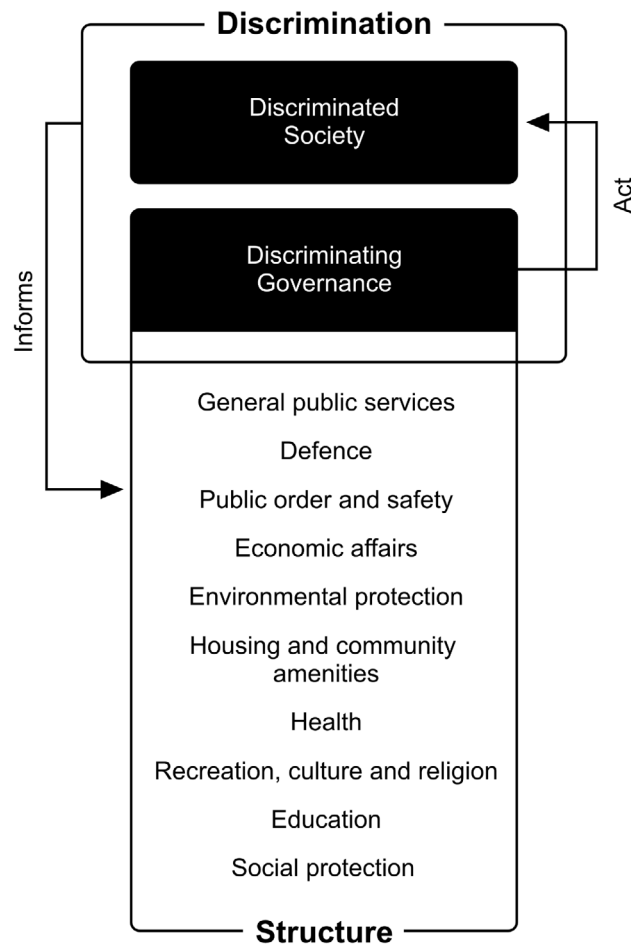 Discrimination
Discriminated
Society
Act
Discriminating
Governance
Informs
General public services
Defence
Public order and safety
Economic affairs
Environmental protection
Housing and community
amenities
Health
Recreation, culture and religion
Education
Social protection
Structure